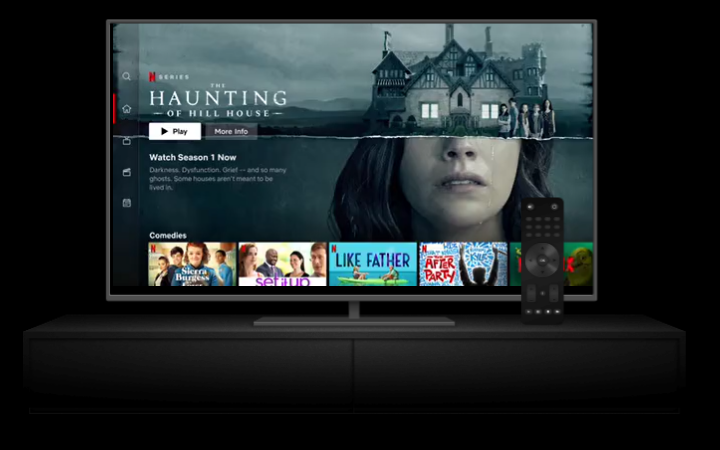 N SERIES
THE
HAUNTING
OF HILL HOUSE
Play
More Info
Watch Season 1 Now
Darkness. Dysfunction. Grief — and so many
ghosts. Some houses aren't meant to be
lived in.
Comedies
N
Sierra
Burgess
N
set it up
N
LIKE FATHER
AFTER
PARTY